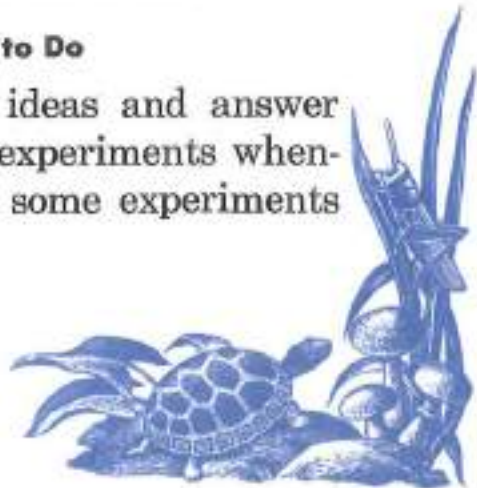 to Do
ideas and answer
experiments when-
some experiments